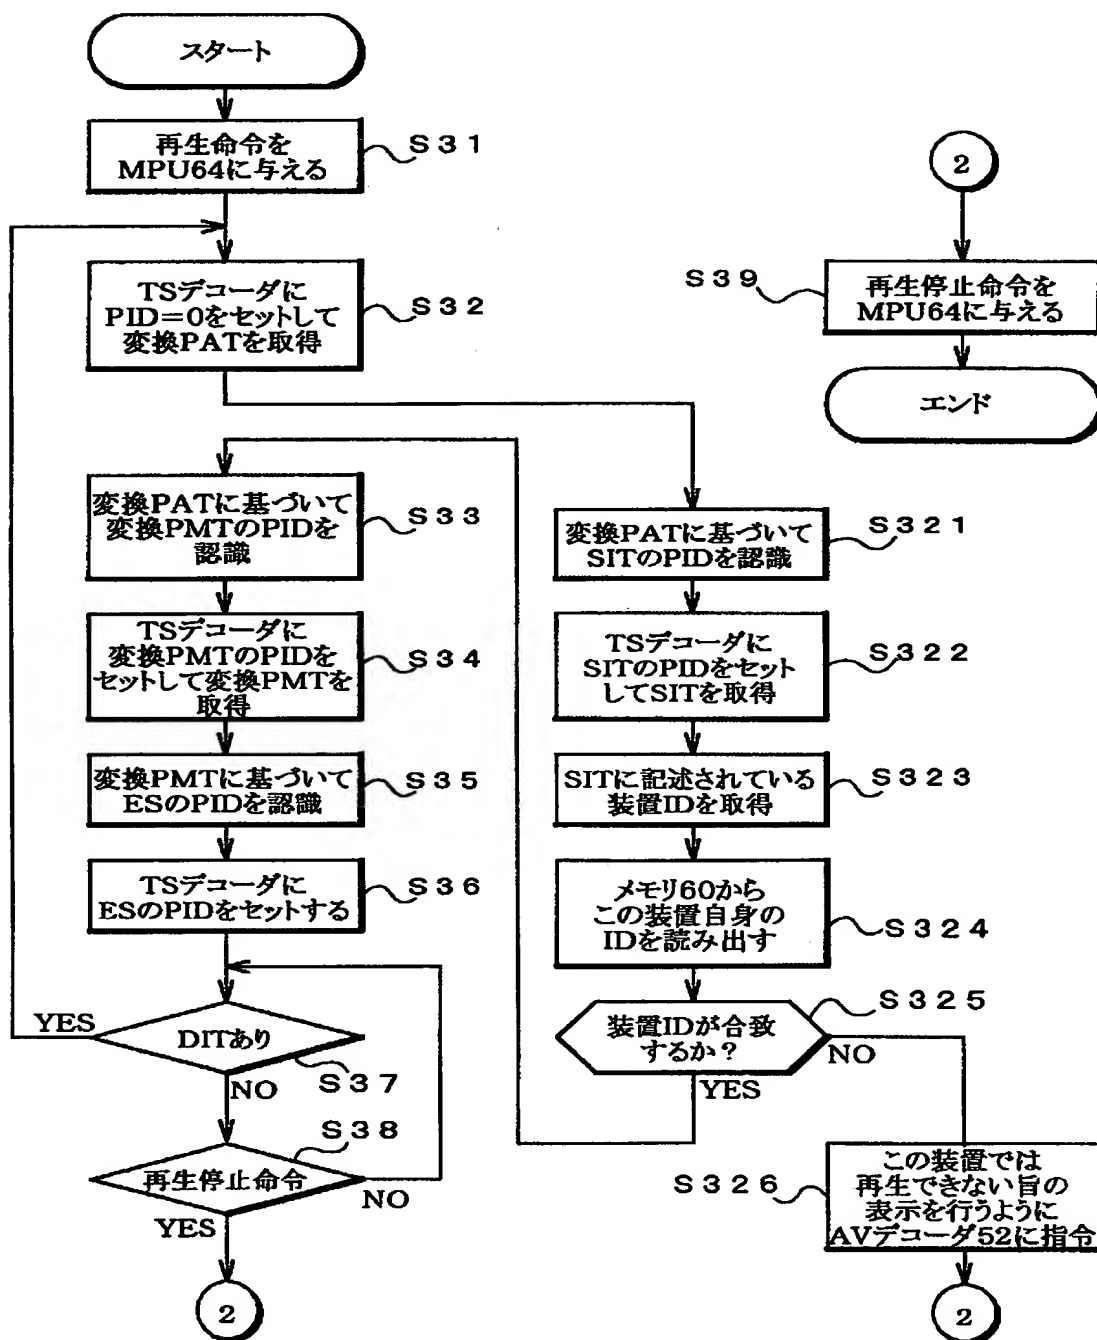 スタート
再生命令を
MPU64に与える
S31
TSデコーダに
PID=0をセットして
変換PATを取得
S32
変換PATに基づいて
変換PMTのPIDを
認識
S33
TSデコーダに
変換PMTのPIDを
セットして変換PMTを
取得
S34
変換PMTに基づいて
ESのPIDを認識
S35
TSデコーダに
ESのPIDをセットする
S36
DITあり
YES
NO
S37
再生停止命令
S38
NO
YES
2
変換PATに基づいて
SITのPIDを認識
S321
TSデコーダに
SITのPIDをセット
してSITを取得
S322
SITに記述されている
装置IDを取得
S323
メモリ60から
この装置自身の
IDを読み出す
S324
装置IDが合致
するか?
S325
NO
YES
この装置では
再生できない旨の
表示を行うように
AVデコーダ52に指令
S326
2
2
再生停止命令を
MPU64に与える
S39
エンド